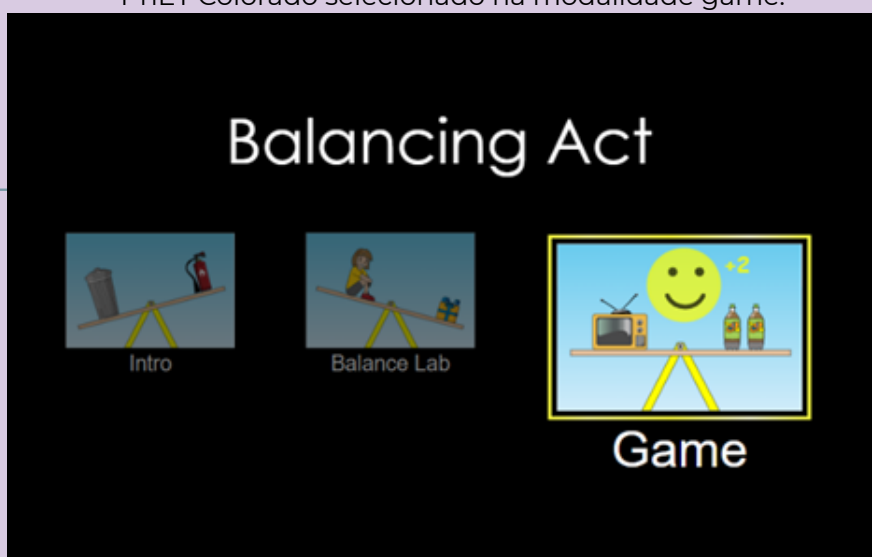 PhET Colorado selecionado na modalidade game.
Balancing Act
+2
Intro
Balance Lab
Game